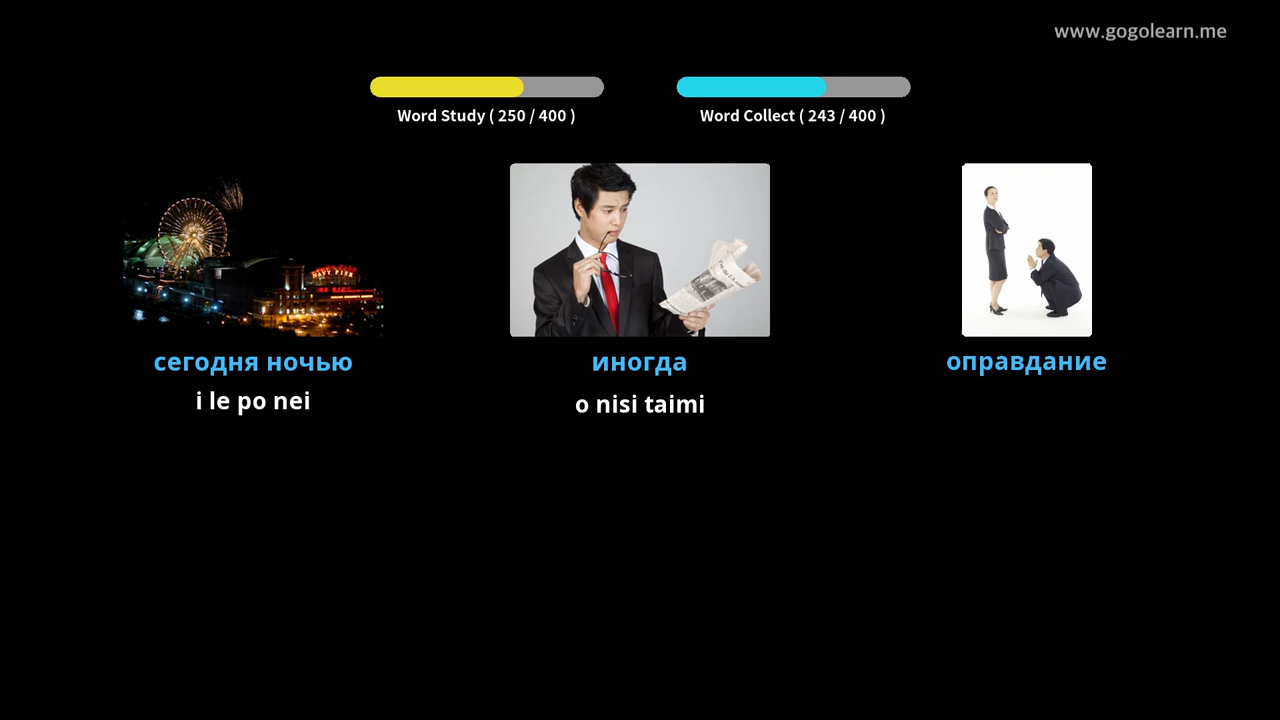 www.gogolearn.me
Word Study ( 250 / 400 )
Word Collect ( 243 / 400 )
сегодня ночью
иногда
оправдание
i le po nei
o nisi taimi